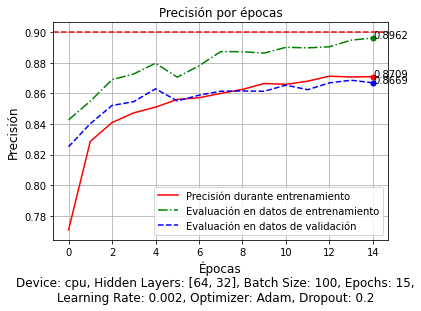 Precisión por épocas
Precisión
0.90
0.88
0.86
0.84
0.82
0.80
0.78
0.8962
0.8709
0.8669
Precisión durante entrenamiento
Evaluación en datos de entrenamiento
Evaluación en datos de validación
0 2 4 6 8 10 12 14
Épocas
Device: cpu, Hidden Layers: [64, 32], Batch Size: 100, Epochs: 15,
Learning Rate: 0.002, Optimizer: Adam, Dropout: 0.2